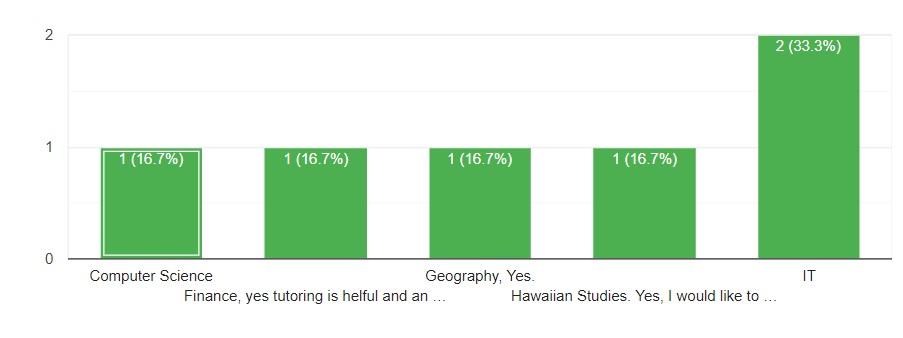 2
2 (33.3%)
1
1 (16.7%)
1 (16.7%)
1 (16.7%)
1 (16.7%)
0
Computer Science
Geography, Yes.
IT
Finance, yes tutoring is helful and an …
Hawaiian Studies. Yes, I would like to …